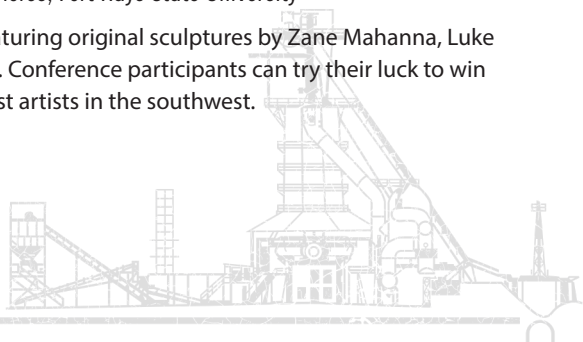 Fort Hays State University
turing original sculptures by Zane Mahanna, Luke
. Conference participants can try their luck to win
st artists in the southwest.